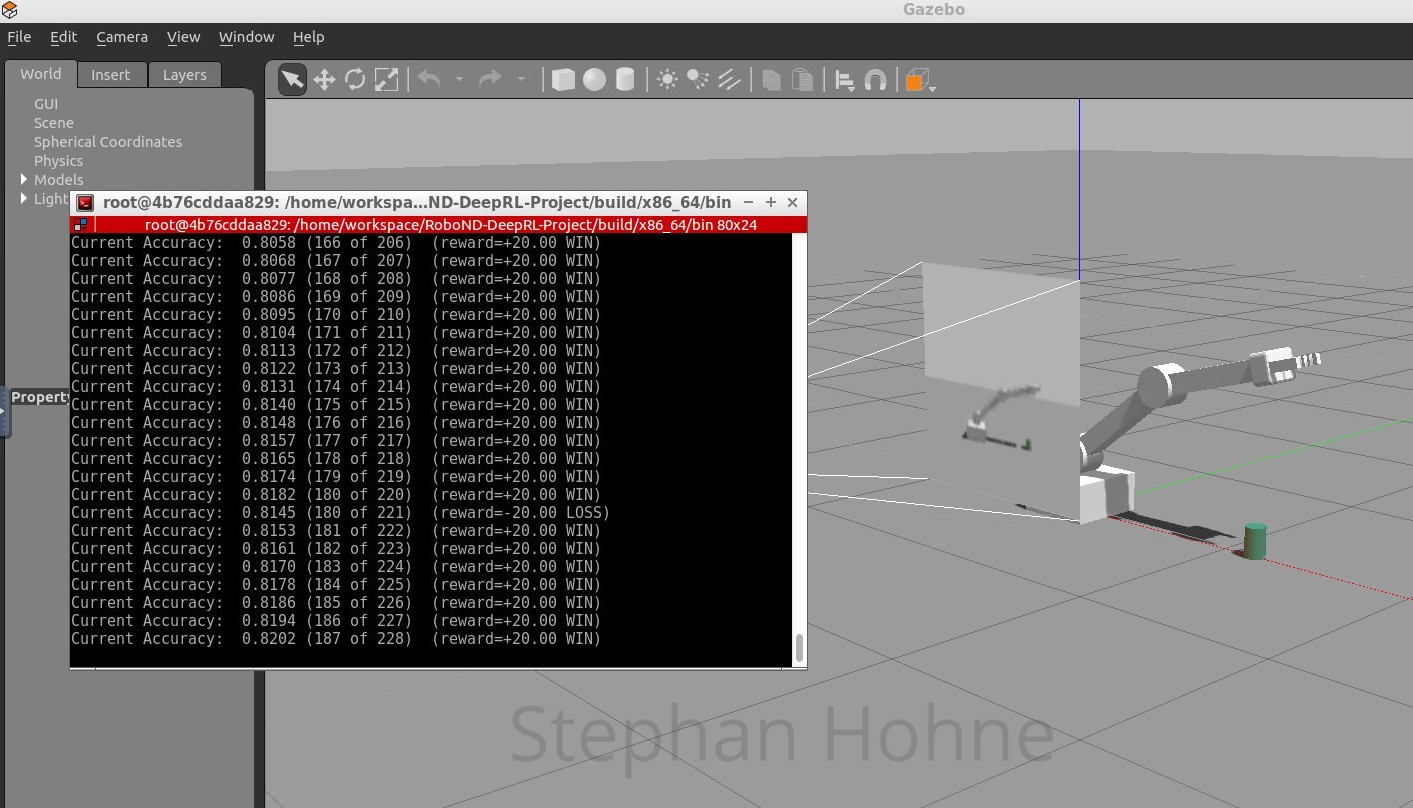 Gazebo
File Edit Camera View Window Help
World Insert Layers
GUI
Scene
Spherical Coordinates
Physics
Models
Light
Property
root@4b76cddaa829: /home/workspa...ND-DeepRL-Project/build/x86_64/bin
root@4b76cddaa829: /home/workspace/RoboND-DeepRL-Project/build/x86_64/bin 80x24
Current Accuracy:  0.8058 (166 of 206)  (reward=+20.00 WIN)
Current Accuracy:  0.8068 (167 of 207)  (reward=+20.00 WIN)
Current Accuracy:  0.8077 (168 of 208)  (reward=+20.00 WIN)
Current Accuracy:  0.8086 (169 of 209)  (reward=+20.00 WIN)
Current Accuracy:  0.8095 (170 of 210)  (reward=+20.00 WIN)
Current Accuracy:  0.8104 (171 of 211)  (reward=+20.00 WIN)
Current Accuracy:  0.8113 (172 of 212)  (reward=+20.00 WIN)
Current Accuracy:  0.8122 (173 of 213)  (reward=+20.00 WIN)
Current Accuracy:  0.8131 (174 of 214)  (reward=+20.00 WIN)
Current Accuracy:  0.8140 (175 of 215)  (reward=+20.00 WIN)
Current Accuracy:  0.8148 (176 of 216)  (reward=+20.00 WIN)
Current Accuracy:  0.8157 (177 of 217)  (reward=+20.00 WIN)
Current Accuracy:  0.8165 (178 of 218)  (reward=+20.00 WIN)
Current Accuracy:  0.8174 (179 of 219)  (reward=+20.00 WIN)
Current Accuracy:  0.8182 (180 of 220)  (reward=+20.00 WIN)
Current Accuracy:  0.8145 (180 of 221)  (reward=-20.00 LOSS)
Current Accuracy:  0.8153 (181 of 222)  (reward=+20.00 WIN)
Current Accuracy:  0.8161 (182 of 223)  (reward=+20.00 WIN)
Current Accuracy:  0.8170 (183 of 224)  (reward=+20.00 WIN)
Current Accuracy:  0.8178 (184 of 225)  (reward=+20.00 WIN)
Current Accuracy:  0.8186 (185 of 226)  (reward=+20.00 WIN)
Current Accuracy:  0.8194 (186 of 227)  (reward=+20.00 WIN)
Current Accuracy:  0.8202 (187 of 228)  (reward=+20.00 WIN)
Stephan Hohne